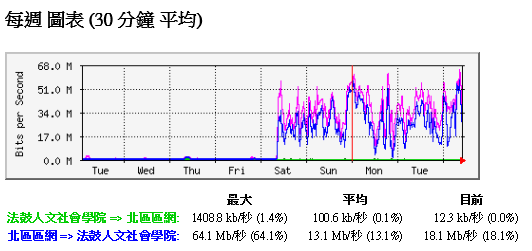 每週 圖表 (30 分鐘 平均)
68.0 M
51.0 M
34.0 M
17.0 M
0.0 M
Bits per Second
Tue Wed Thu Fri Sat Sun Mon Tue
最大 平均 目前
法鼓人文社會學院 => 北區區網: 1408.8 kb/秒 (1.4%) 100.6 kb/秒 (0.1%) 12.3 kb/秒 (0.0%)
北區區網 => 法鼓人文社會學院: 64.1 Mb/秒 (64.1%) 13.1 Mb/秒 (13.1%) 18.1 Mb/秒 (18.1%)